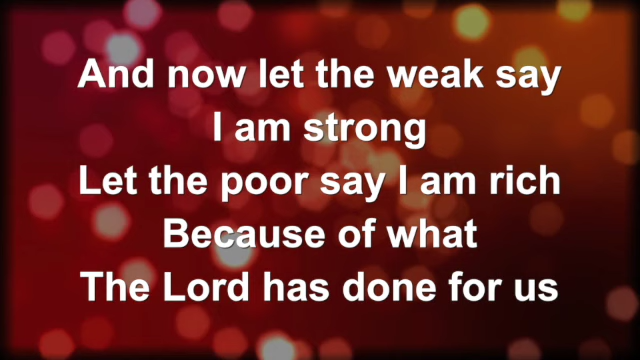 And now let the weak say
I am strong
Let the poor say I am rich
Because of what
The Lord has done for us